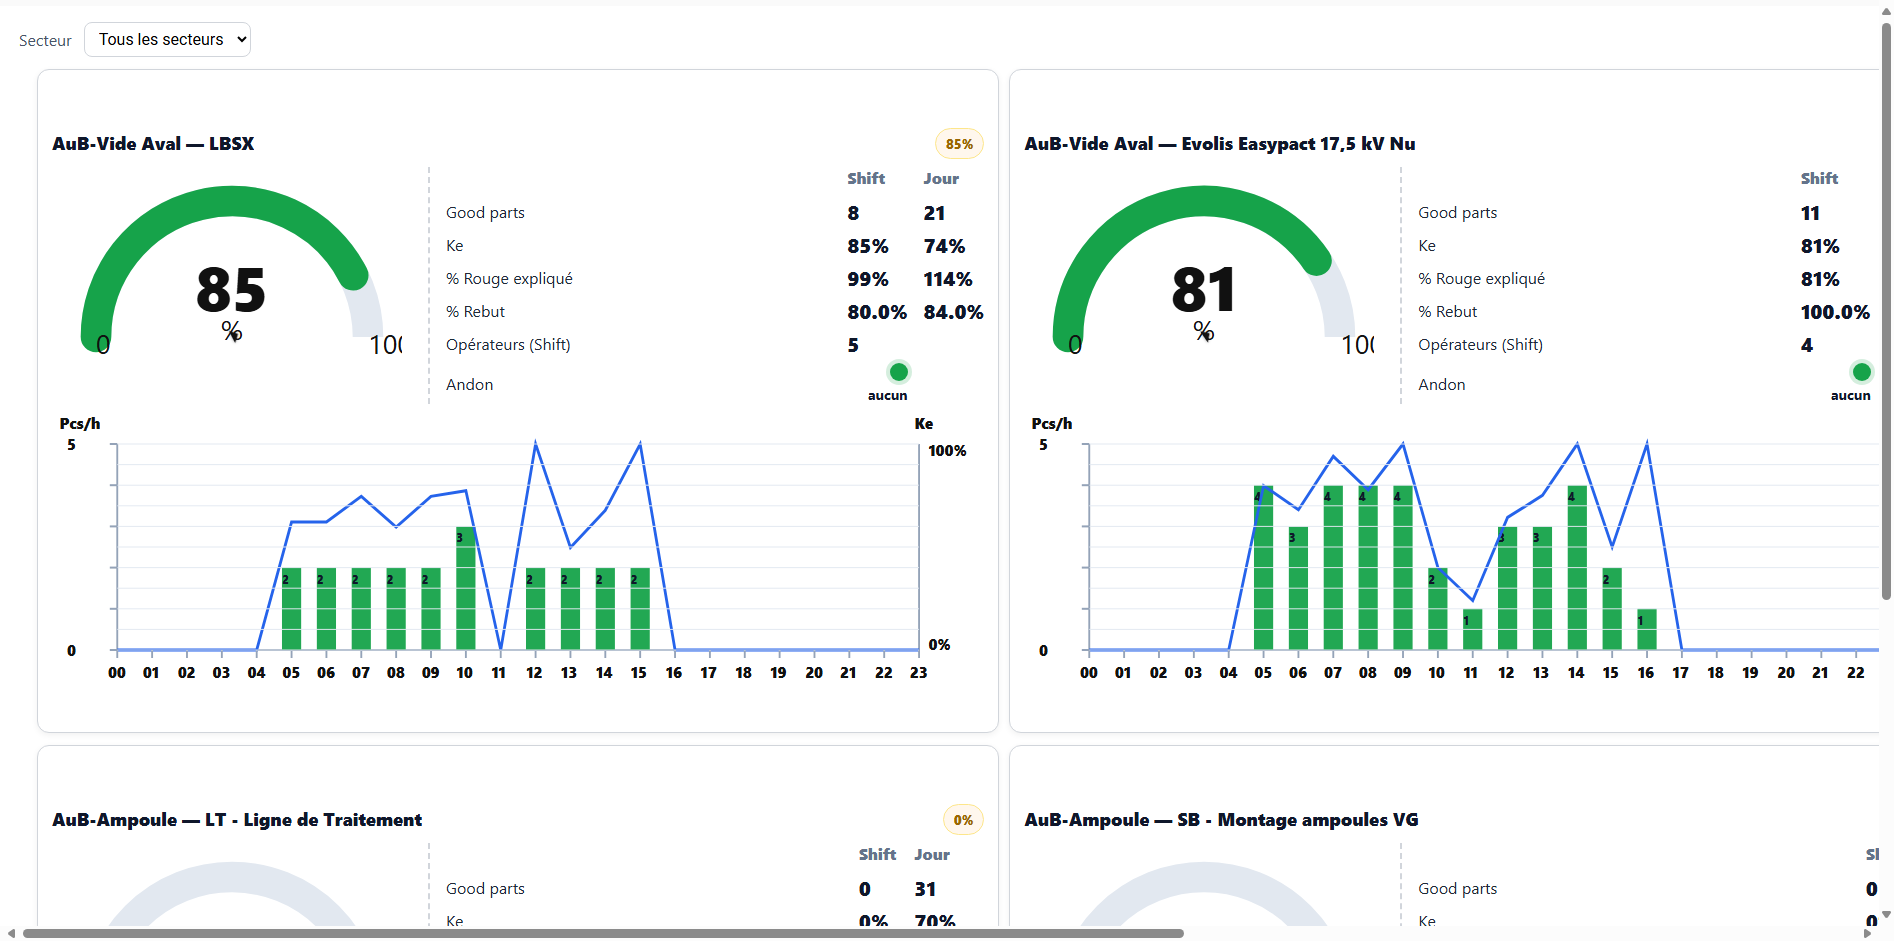 Secteur Tous les secteurs
AuB-Vide Aval — LBSX 85%
Shift Jour
Good parts 8 21
Ke 85% 74%
% Rouge expliqué 99% 114%
% Rebut 80.0% 84.0%
Opérateurs (Shift) 5
Andon
aucun
85
%
0
Pcs/h Ke
5 100%
2 2 2 2 2 3 2 2 2 2
0 0%
00 01 02 03 04 05 06 07 08 09 10 11 12 13 14 15 16 17 18 19 20 21 22 23
AuB-Vide Aval — Evolis Easypact 17,5 kV Nu
Shift
Good parts 11
Ke 81%
% Rouge expliqué 81%
% Rebut 100.0%
Opérateurs (Shift) 4
Andon
aucun
81
%
0
Pcs/h
5
4 3 4 4 4 2 1 3 3 4 2 1
0
00 01 02 03 04 05 06 07 08 09 10 11 12 13 14 15 16 17 18 19 20 21 22
AuB-Ampoule — LT - Ligne de Traitement 0%
Shift Jour
Good parts 0 31
Ke 0% 70%
AuB-Ampoule — SB - Montage ampoules VG
Good parts 0
Ke 0